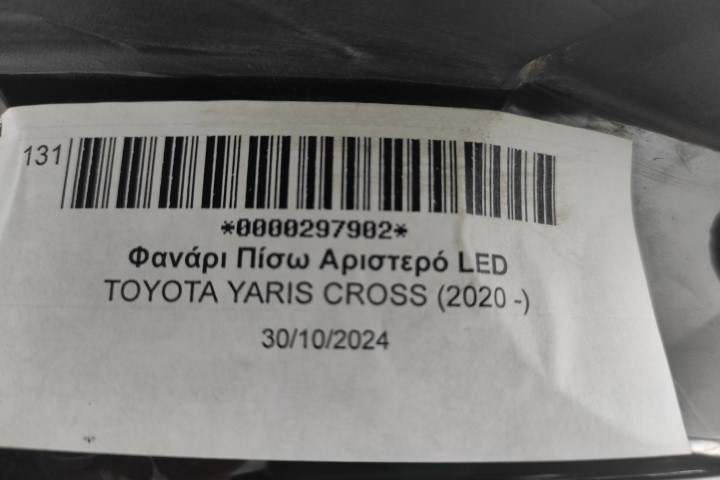 131
*0000297902*
Φανάρι Πίσω Αριστερό LED
TOYOTA YARIS CROSS (2020 -)
30/10/2024